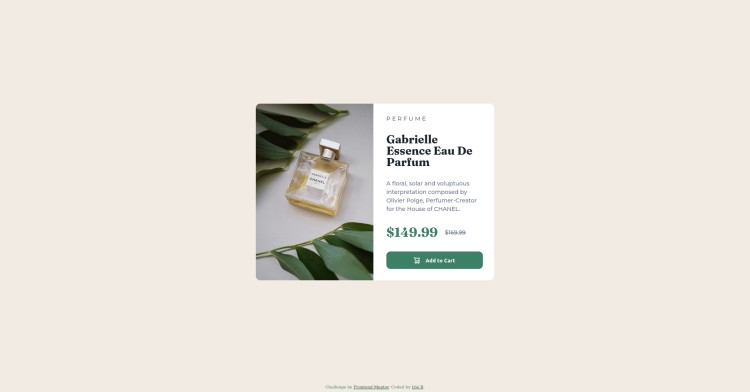 PERFUME
Gabrielle
Essence Eau De
Parfum
A floral, solar and voluptuous
interpretation composed by
Olivier Polge, Perfumer-Creator
for the House of CHANEL.
$149.99 $169.99
Add to Cart
CHANEL
Challenge by Frontend Mentor. Coded by